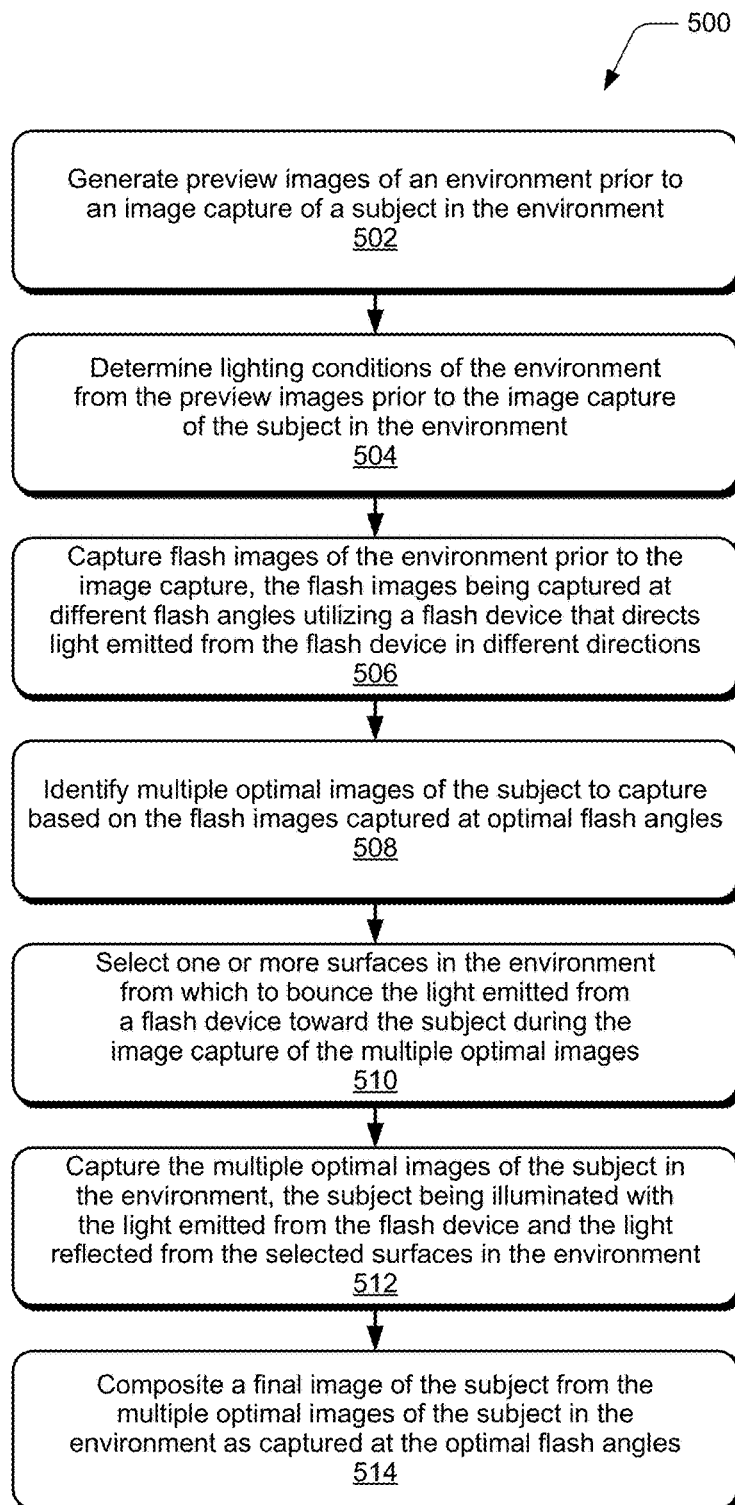 500
Generate preview images of an environment prior to
an image capture of a subject in the environment
502
Determine lighting conditions of the environment
from the preview images prior to the image capture
of the subject in the environment
504
Capture flash images of the environment prior to the
image capture, the flash images being captured at
different flash angles utilizing a flash device that directs
light emitted from the flash device in different directions
506
Identify multiple optimal images of the subject to capture
based on the flash images captured at optimal flash angles
508
Select one or more surfaces in the environment
from which to bounce the light emitted from
a flash device toward the subject during the
image capture of the multiple optimal images
510
Capture the multiple optimal images of the subject in
the environment, the subject being illuminated with
the light emitted from the flash device and the light
reflected from the selected surfaces in the environment
512
Composite a final image of the subject from the
multiple optimal images of the subject in the
environment as captured at the optimal flash angles
514